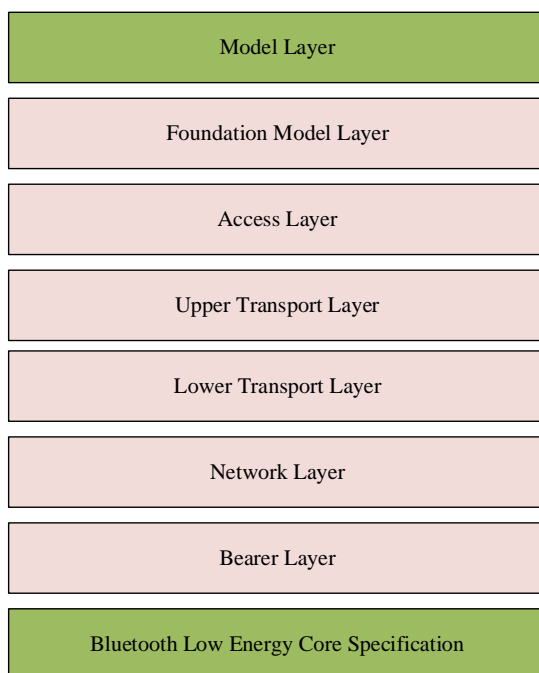 Model Layer
Foundation Model Layer
Access Layer
Upper Transport Layer
Lower Transport Layer
Network Layer
Bearer Layer
Bluetooth Low Energy Core Specification